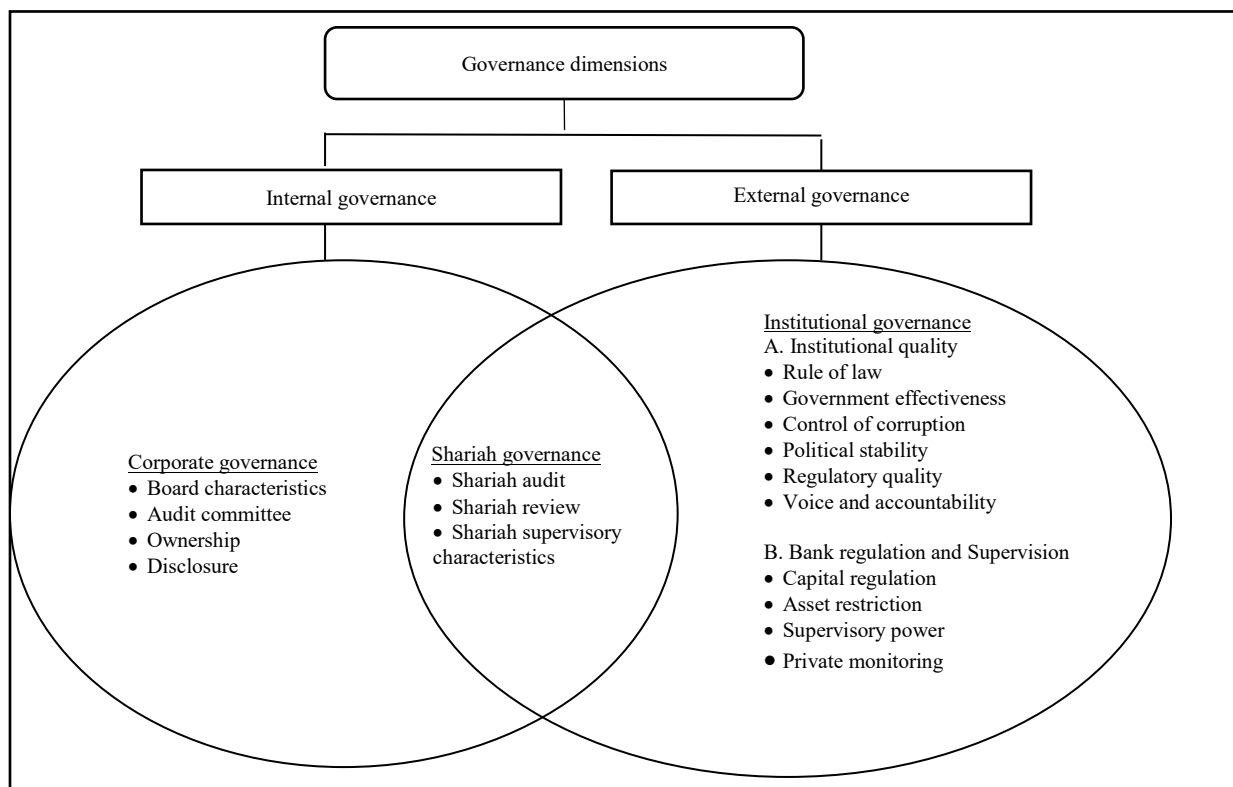 Governance dimensions
Internal governance
External governance
Corporate governance
• Board characteristics
• Audit committee
• Ownership
• Disclosure
Shariah governance
• Shariah audit
• Shariah review
• Shariah supervisory
characteristics
Institutional governance
A. Institutional quality
• Rule of law
• Government effectiveness
• Control of corruption
• Political stability
• Regulatory quality
• Voice and accountability
B. Bank regulation and Supervision
• Capital regulation
• Asset restriction
• Supervisory power
• Private monitoring